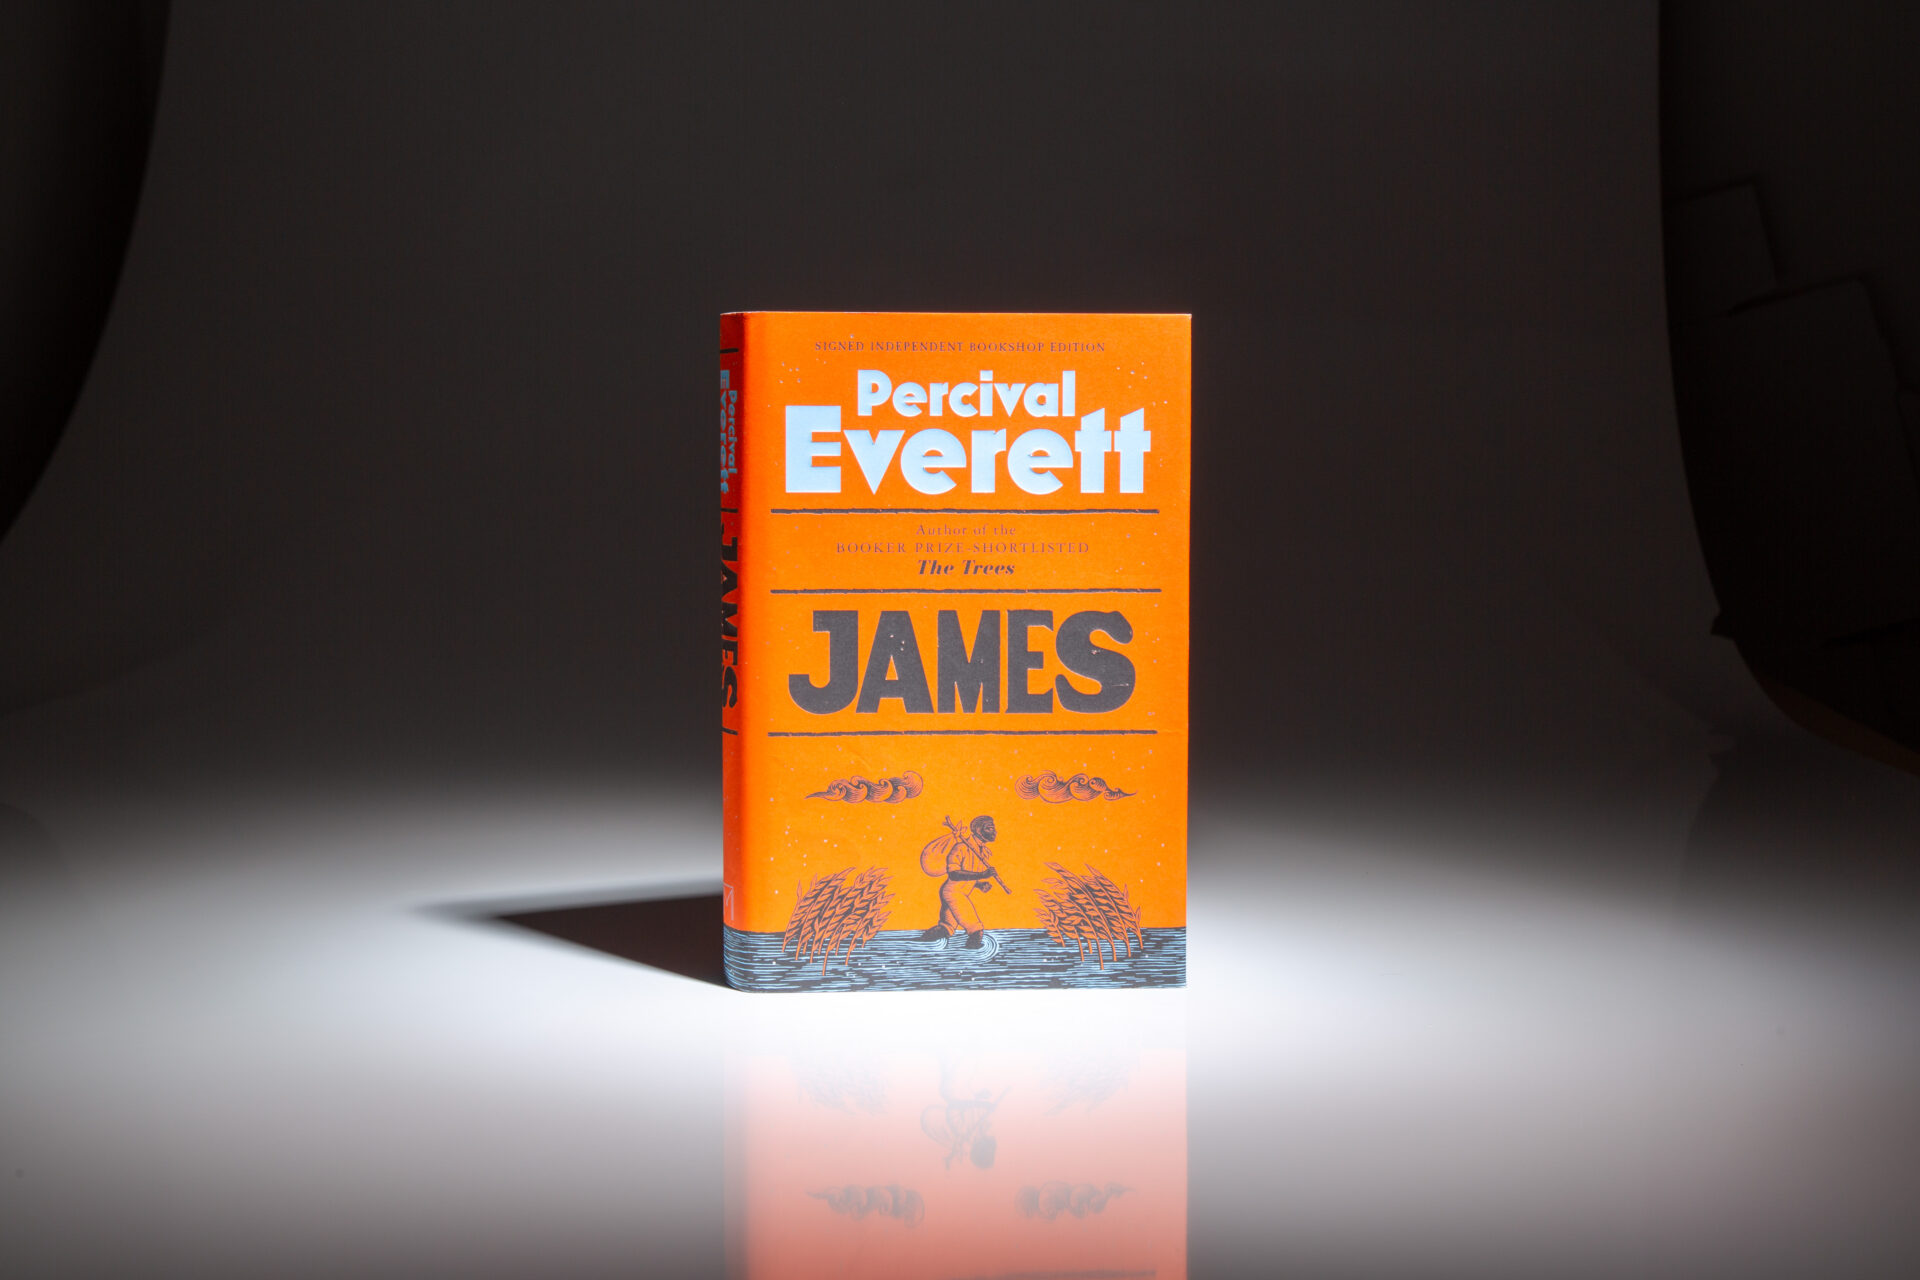 SIGNED INDEPENDENT BOOKSHOP EDITION
Percival
Everett
Author of the
BOOKER PRIZE-SHORTLISTED
The Trees
JAMES
Percival
Everett
JAMES